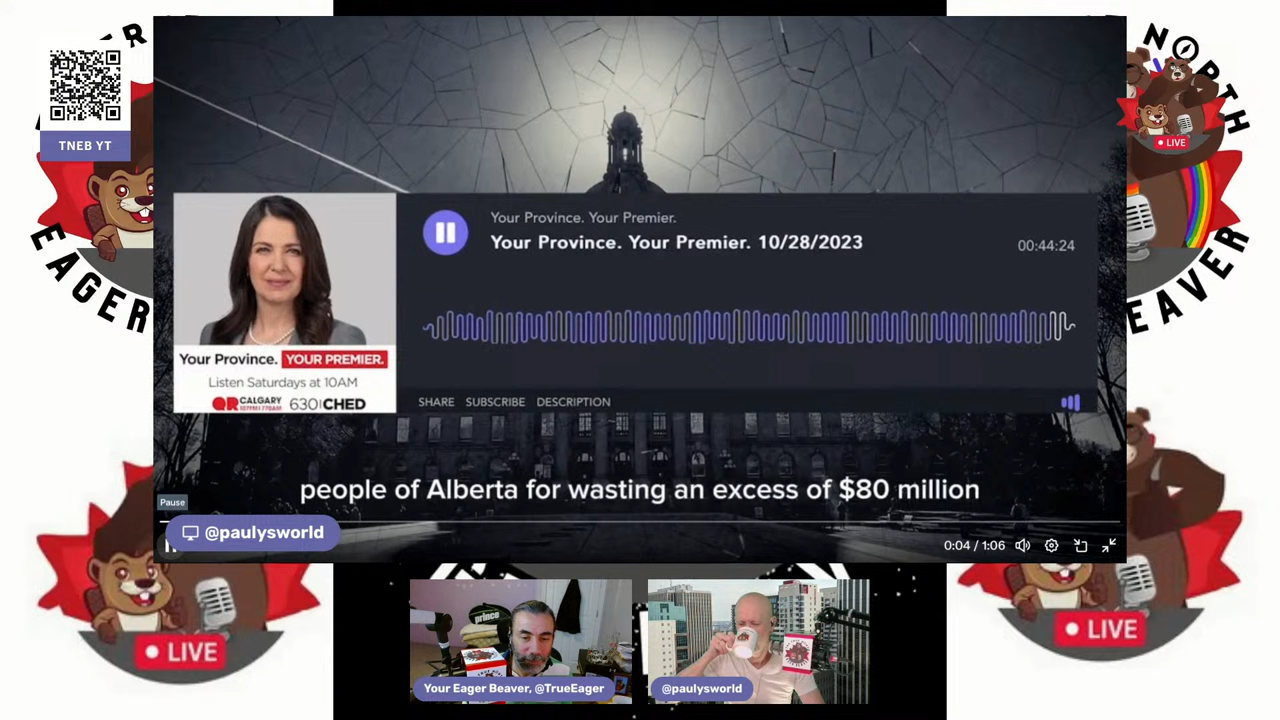 TNEB YT
NORTH
LIVE
EAGER
EAVER
Your Province. Your Premier.
Your Province. Your Premier. 10/28/2023
00:44:24
Your Province. YOUR PREMIER.
Listen Saturdays at 10AM
QR CALGARY
630 CHED
SHARE SUBSCRIBE DESCRIPTION
people of Alberta for wasting an excess of $80 million
Pause
@paulysworld
0:04 / 1:06
prince
LIVE
LIVE
Your Eager Beaver, @TrueEager
@paulysworld